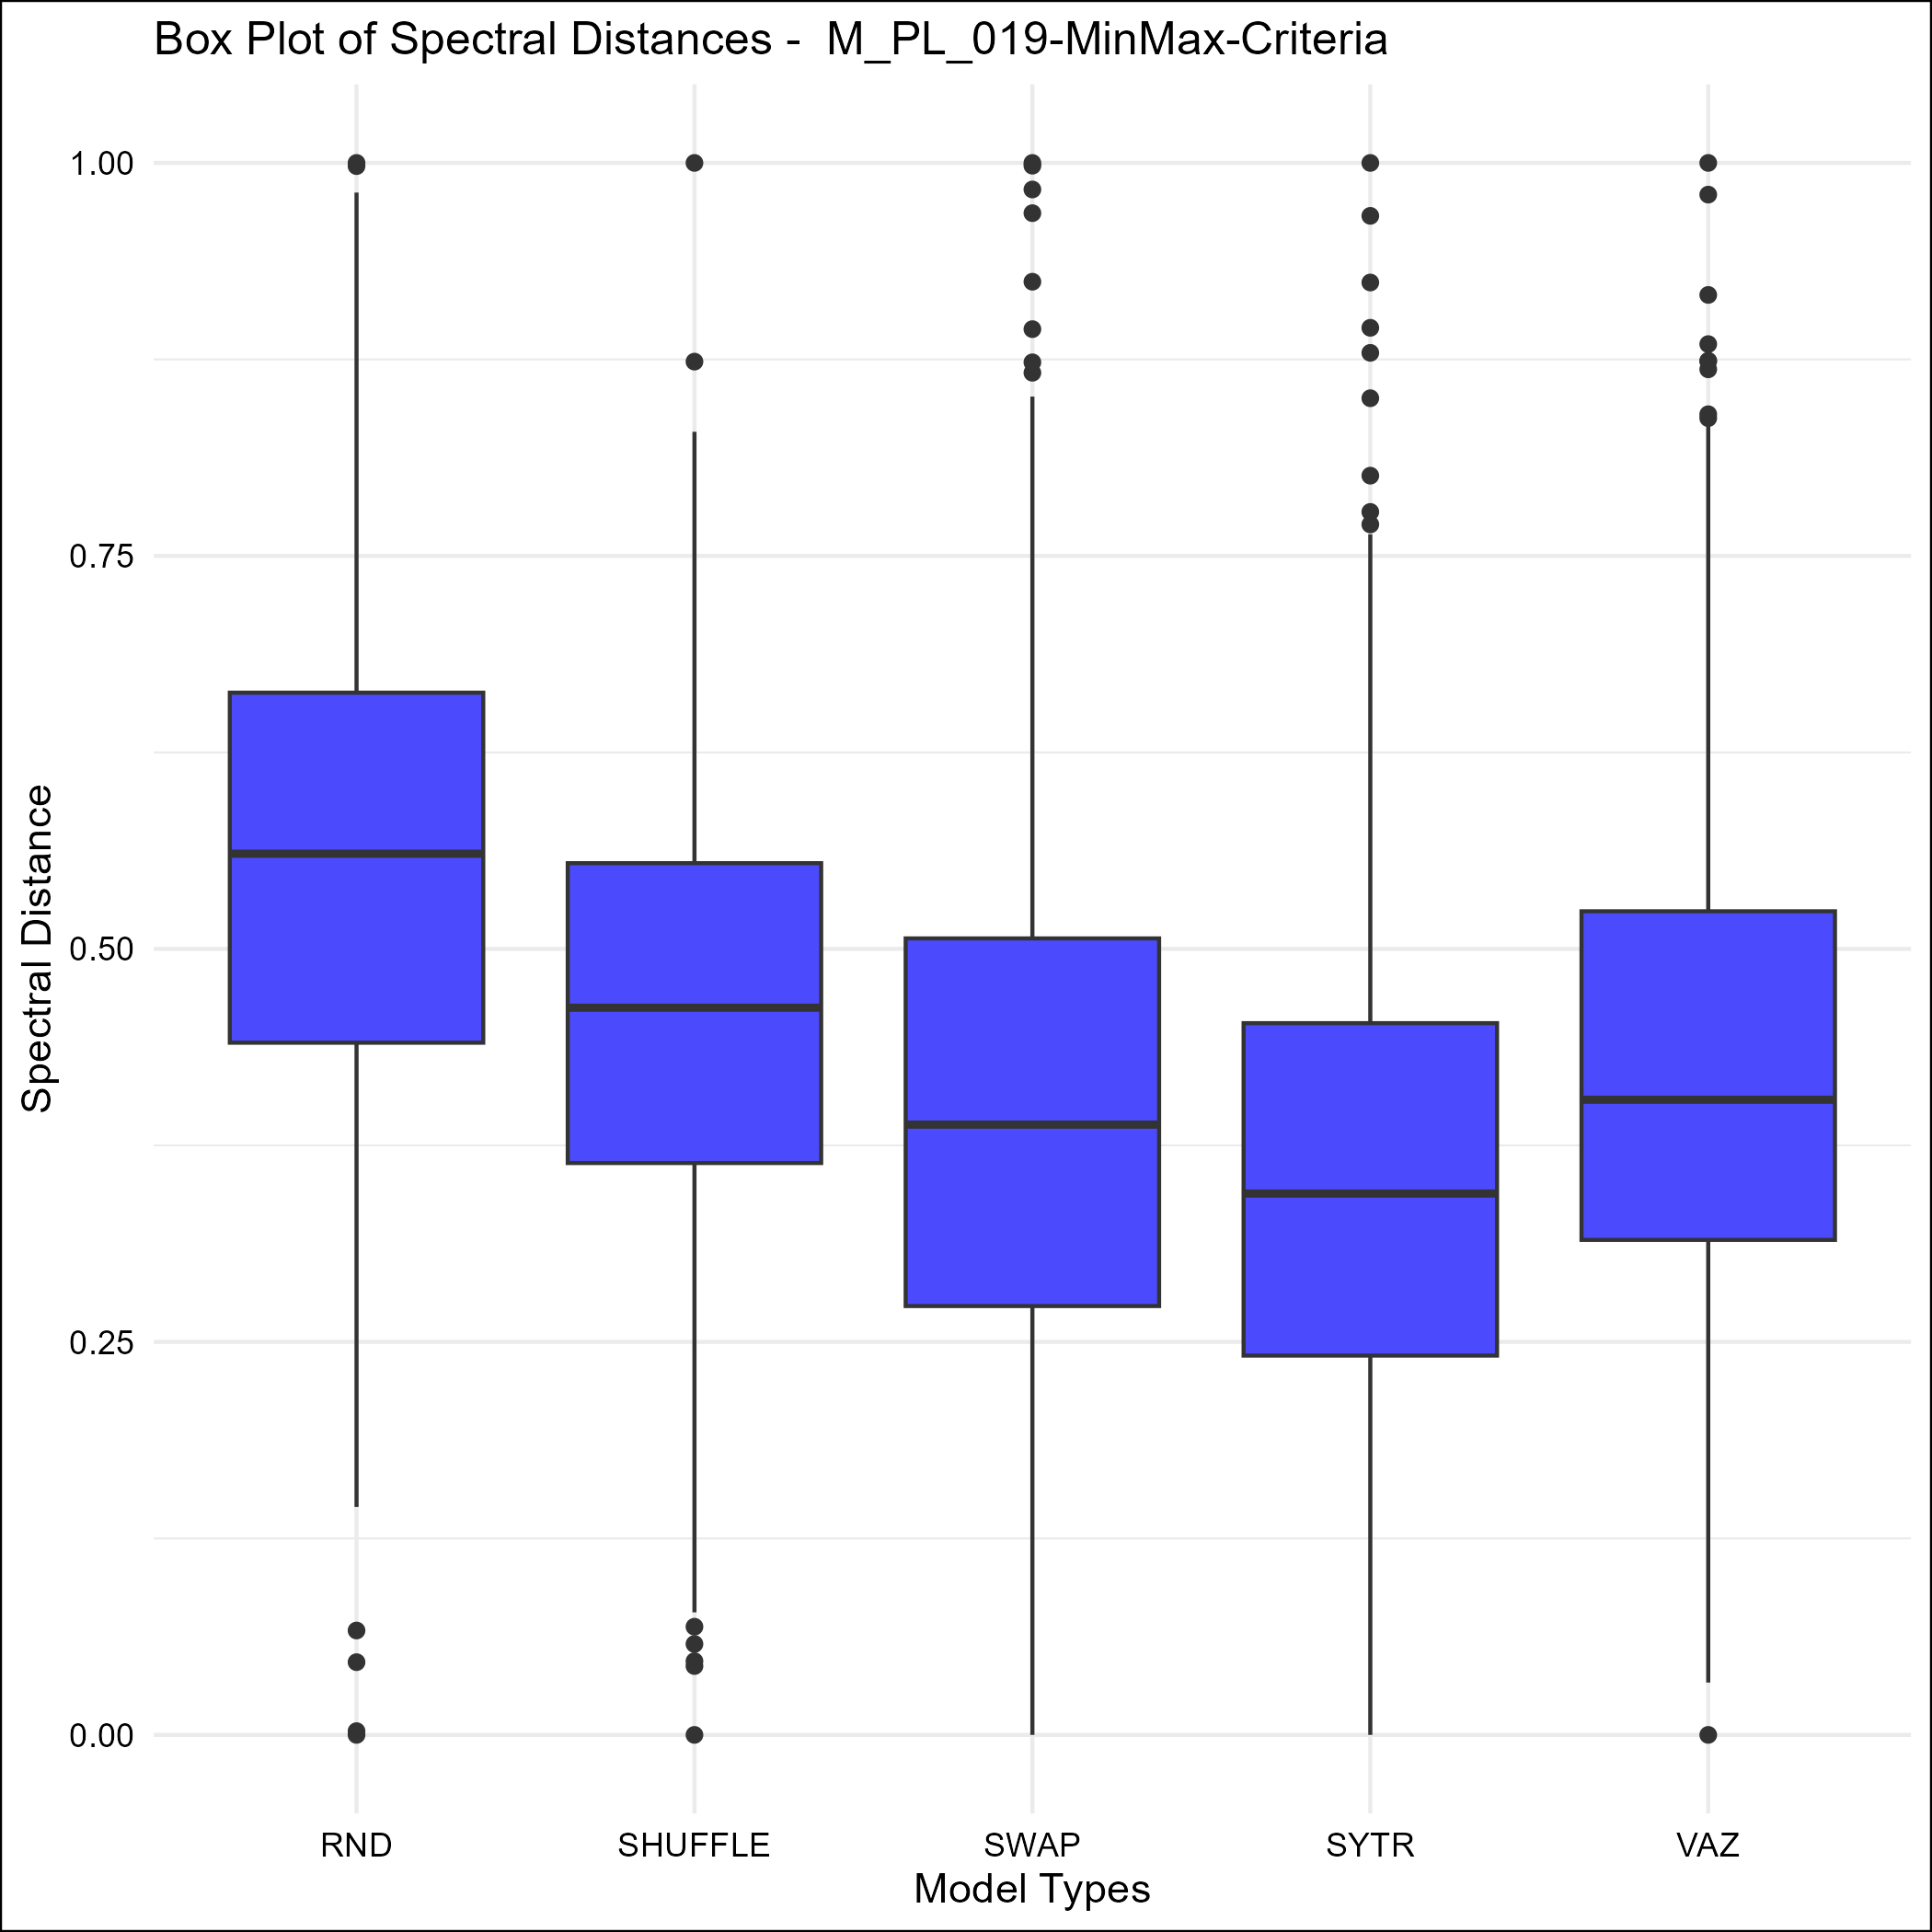 Box Plot of Spectral Distances -  M_PL_019-MinMax-Criteria
Spectral Distance
1.00
0.75
0.50
0.25
0.00
RND SHUFFLE SWAP SYTR VAZ
Model Types